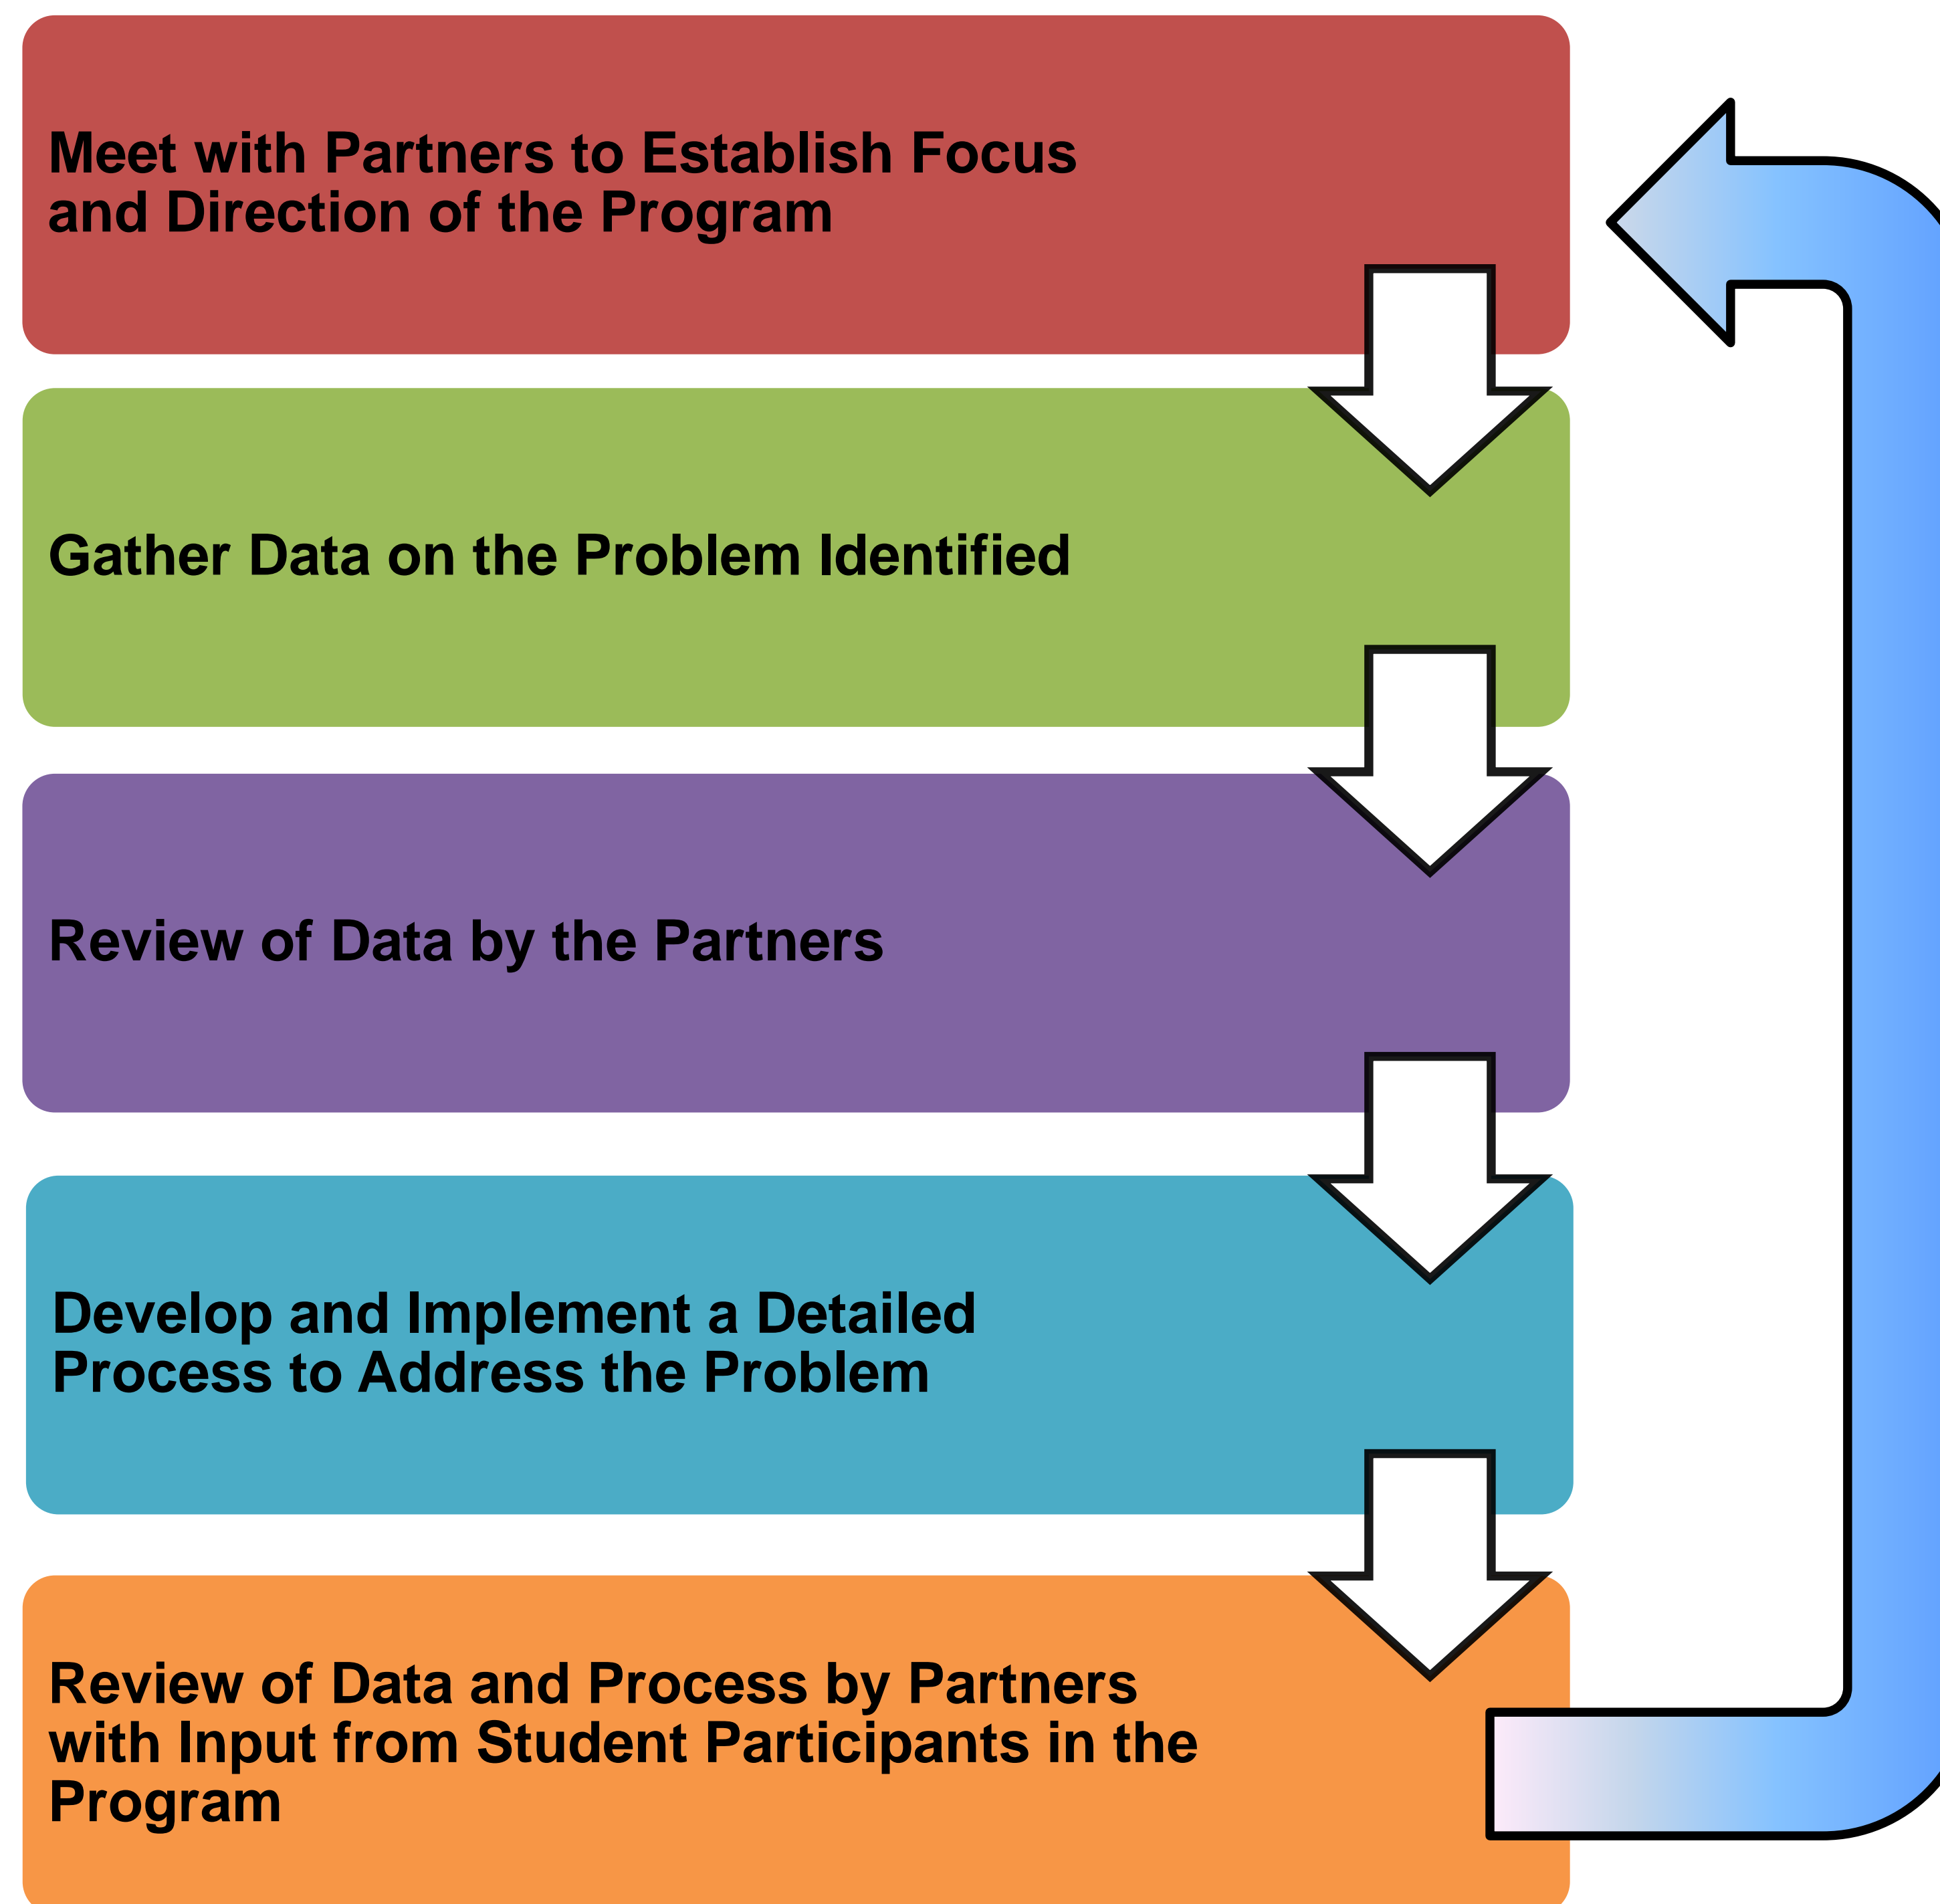 Meet with Partners to Establish Focus
and Direction of the Program
Gather Data on the Problem Identified
Review of Data by the Partners
Develop and Implement a Detailed
Process to Address the Problem
Review of Data and Process by Partners
with Input from Student Participants in the
Program